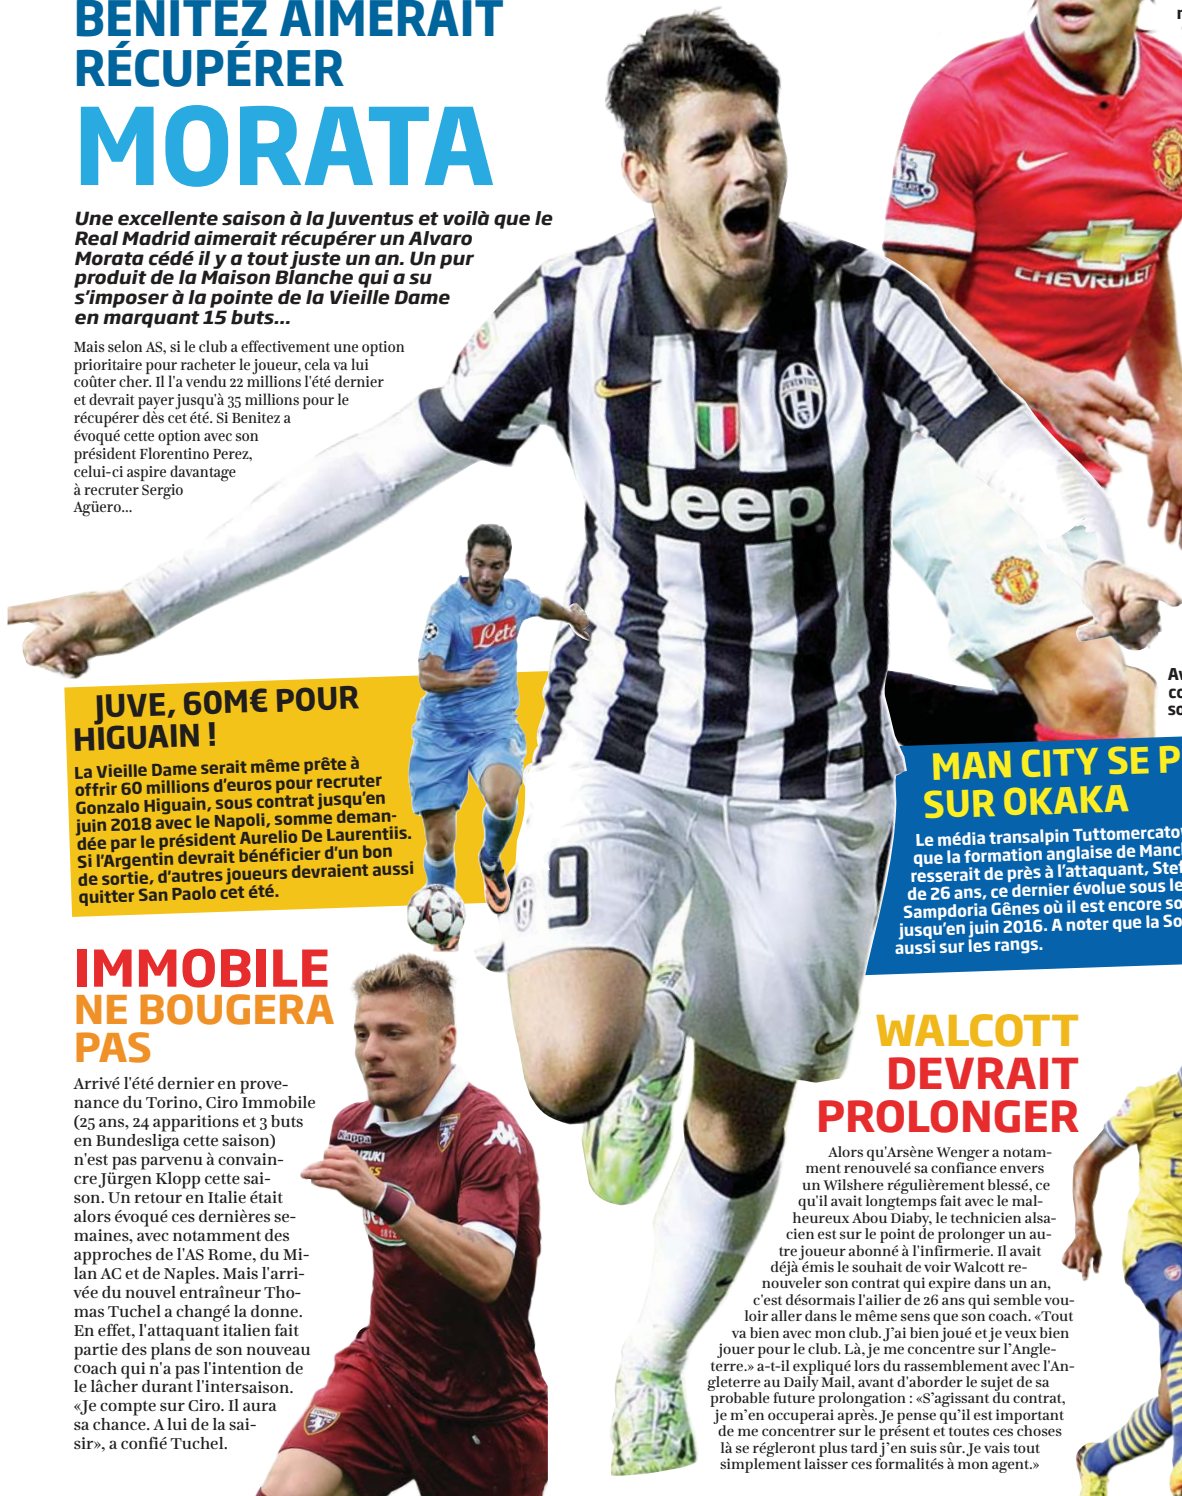 BENITEZ AIMERAIT
RÉCUPÉRER
MORATA
Une excellente saison à la Juventus et voilà que le
Real Madrid aimerait récupérer un Alvaro
Morata cédé il y a tout juste un an. Un pur
produit de la Maison Blanche qui a su
s'imposer à la pointe de la Vieille Dame
en marquant 15 buts...
Mais selon AS, si le club a effectivement une option
prioritaire pour racheter le joueur, cela va lui
coûter cher. Il l'a vendu 22 millions l'été dernier
et devrait payer jusqu'à 35 millions pour le
récupérer dès cet été. Si Benitez a
évoqué cette option avec son
président Florentino Perez,
celui-ci aspire davantage
à recruter Sergio
Agüero...
CHEVROLET
JUVENTUS
Jeep
9
Lete
JUVE, 60M€ POUR
HIGUAIN !
La Vieille Dame serait même prête à
offrir 60 millions d'euros pour recruter
Gonzalo Higuain, sous contrat jusqu'en
juin 2018 avec le Napoli, somme deman-
dée par le président Aurelio De Laurentiis.
Si l'Argentin devrait bénéficier d'un bon
de sortie, d'autres joueurs devraient aussi
quitter San Paolo cet été.
MAN CITY SE P
SUR OKAKA
Le média transalpin Tuttomercato
que la formation anglaise de Manc
resserait de près à l'attaquant, Stef
de 26 ans, ce dernier évolue sous le
Sampdoria Gênes où il est encore so
jusqu'en juin 2016. A noter que la So
aussi sur les rangs.
IMMOBILE
NE BOUGERA
PAS
Arrivé l'été dernier en prove-
nance du Torino, Ciro Immobile
(25 ans, 24 apparitions et 3 buts
en Bundesliga cette saison)
n'est pas parvenu à convain-
cre Jürgen Klopp cette sai-
son. Un retour en Italie était
alors évoqué ces dernières se-
maines, avec notamment des
approches de l'AS Rome, du Mi-
lan AC et de Naples. Mais l'arri-
vée du nouvel entraîneur Tho-
mas Tuchel a changé la donne.
En effet, l'attaquant italien fait
partie des plans de son nouveau
coach qui n'a pas l'intention de
le lâcher durant l'intersaison.
«Je compte sur Ciro. Il aura
sa chance. A lui de la sai-
sir», a confié Tuchel.
Kappa
UZUKI
WALCOTT
DEVRAIT
PROLONGER
Alors qu'Arsène Wenger a notam-
ment renouvelé sa confiance envers
un Wilshere régulièrement blessé, ce
qu'il avait longtemps fait avec le mal-
heureux Abou Diaby, le technicien alsa-
cien est sur le point de prolonger un au-
tre joueur abonné à l'infirmerie. Il avait
déjà émis le souhait de voir Walcott re-
nouveler son contrat qui expire dans un an,
c'est désormais l'ailier de 26 ans qui semble vou-
loir aller dans le même sens que son coach. «Tout
va bien avec mon club. J'ai bien joué et je veux bien
jouer pour le club. Là, je me concentre sur l'Angle-
terre.» a-t-il expliqué lors du rassemblement avec l'An-
gleterre au Daily Mail, avant d'aborder le sujet de sa
probable future prolongation : «S'agissant du contrat,
je m'en occuperai après. Je pense qu'il est important
de me concentrer sur le présent et toutes ces choses
là se régleront plus tard j'en suis sûr. Je vais tout
simplement laisser ces formalités à mon agent.»